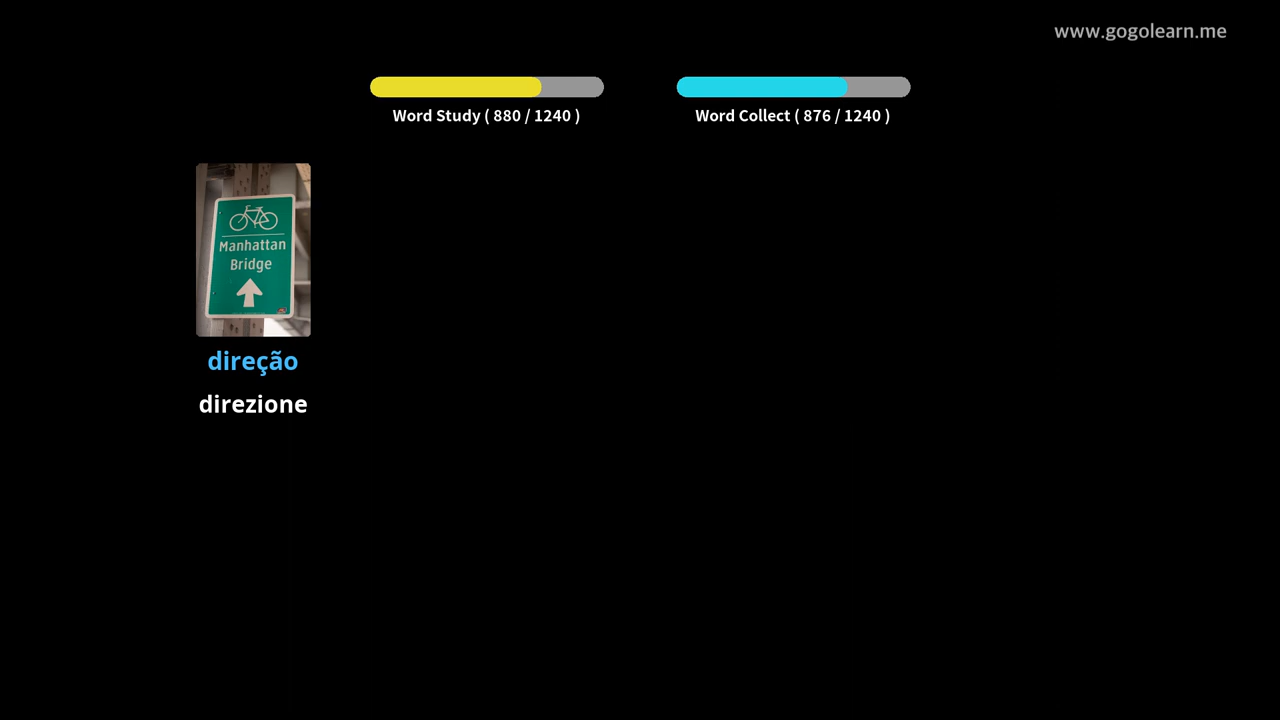 www.gogolearn.me
Word Study ( 880 / 1240 )
Word Collect ( 876 / 1240 )
Manhattan
Bridge
direção
direzione